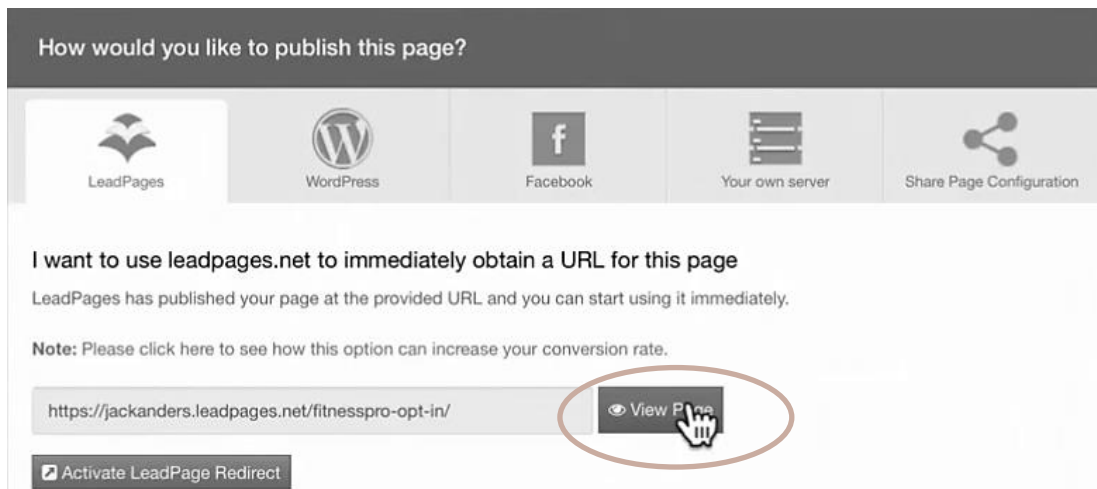 How would you like to publish this page?
LeadPages
WordPress
Facebook
Your own server
Share Page Configuration
I want to use leadpages.net to immediately obtain a URL for this page
LeadPages has published your page at the provided URL and you can start using it immediately.
Note: Please click here to see how this option can increase your conversion rate.
https://jackanders.leadpages.net/fitnesspro-opt-in/
View Page
Activate LeadPage Redirect